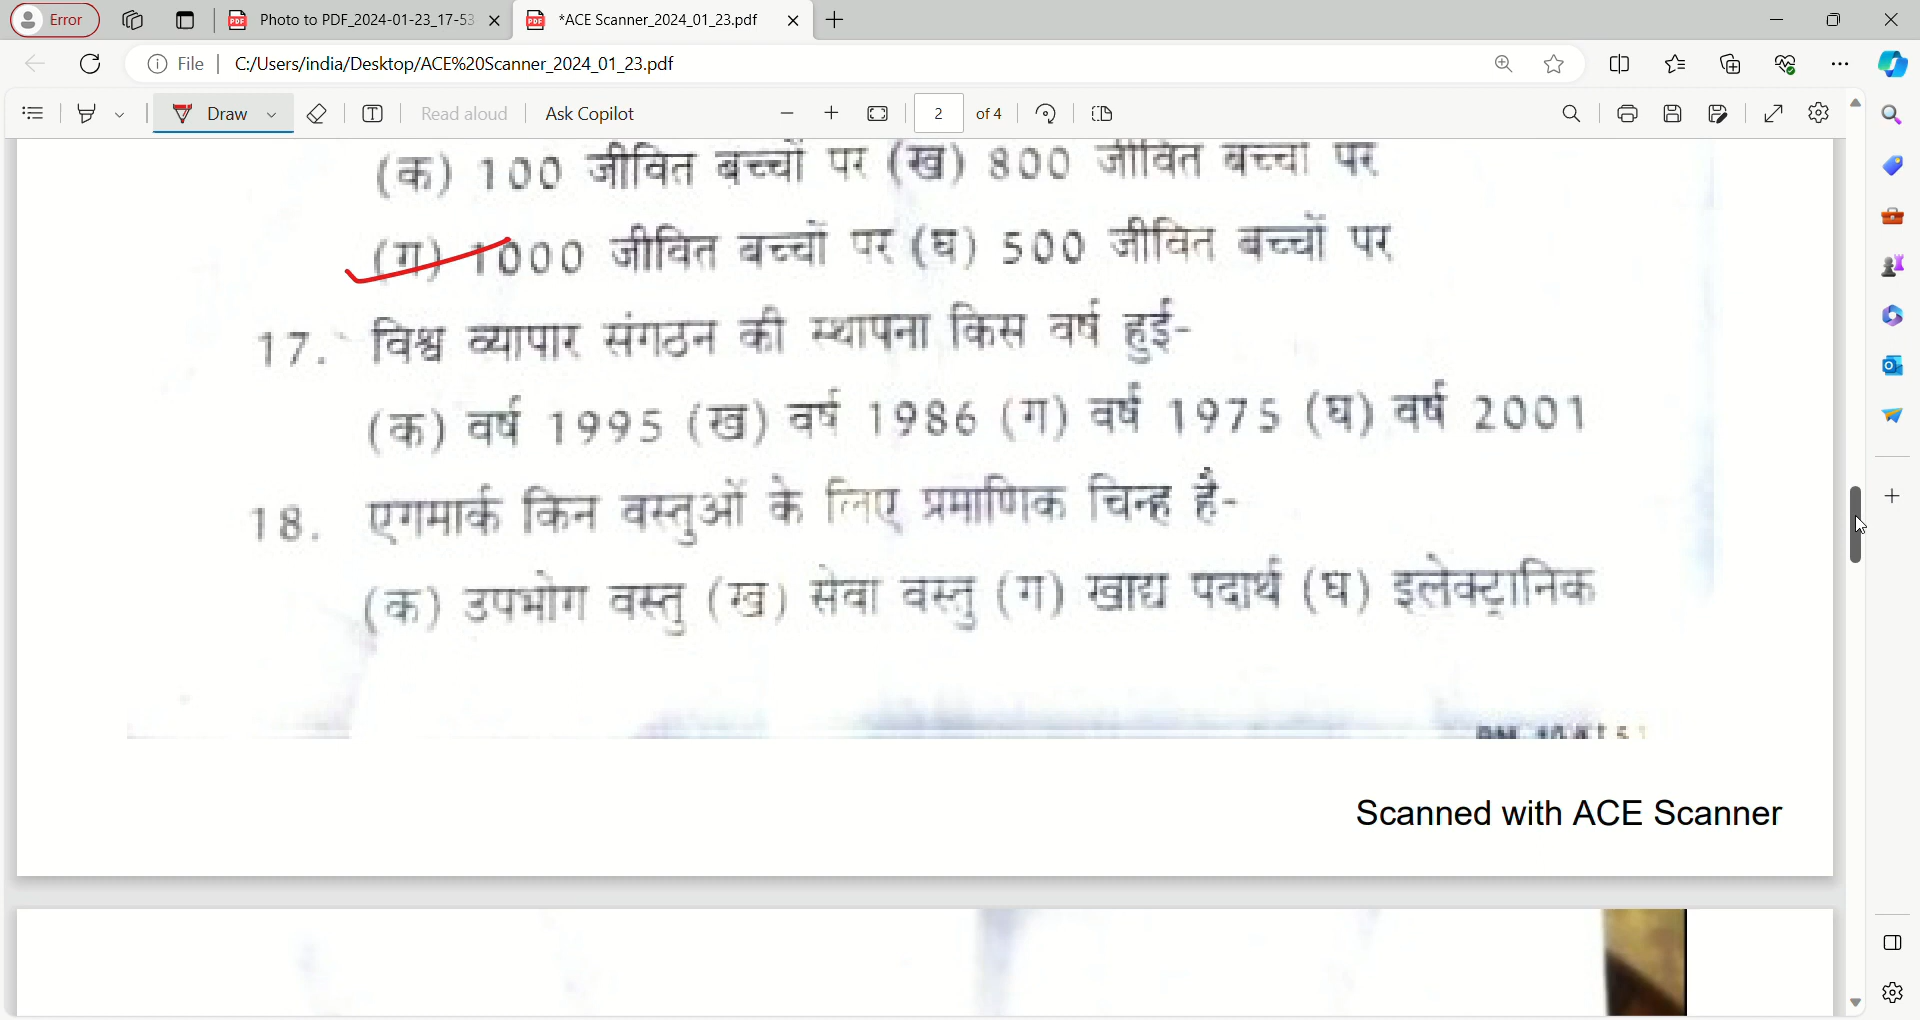 Error
Photo to PDF_2024-01-23_17-53
*ACE Scanner_2024_01_23.pdf
File
C:/Users/india/Desktop/ACE%20Scanner_2024_01_23.pdf
Draw
Read aloud
Ask Copilot
2 of 4
(क) 100 जीवित बच्चों पर (ख) 800 जीवित बच्चों पर
(ग) 1000 जीवित बच्चों पर (घ) 500 जीवित बच्चों पर
17. विश्व व्यापार संगठन की स्थापना किस वर्ष हुई-
(क) वर्ष 1995 (ख) वर्ष 1986 (ग) वर्ष 1975 (घ) वर्ष 2001
18. एगमार्क किन वस्तुओं के लिए प्रमाणिक चिन्ह है-
(क) उपभोग वस्तु (ख) सेवा वस्तु (ग) खाद्य पदार्थ (घ) इलेक्ट्रानिक
Scanned with ACE Scanner